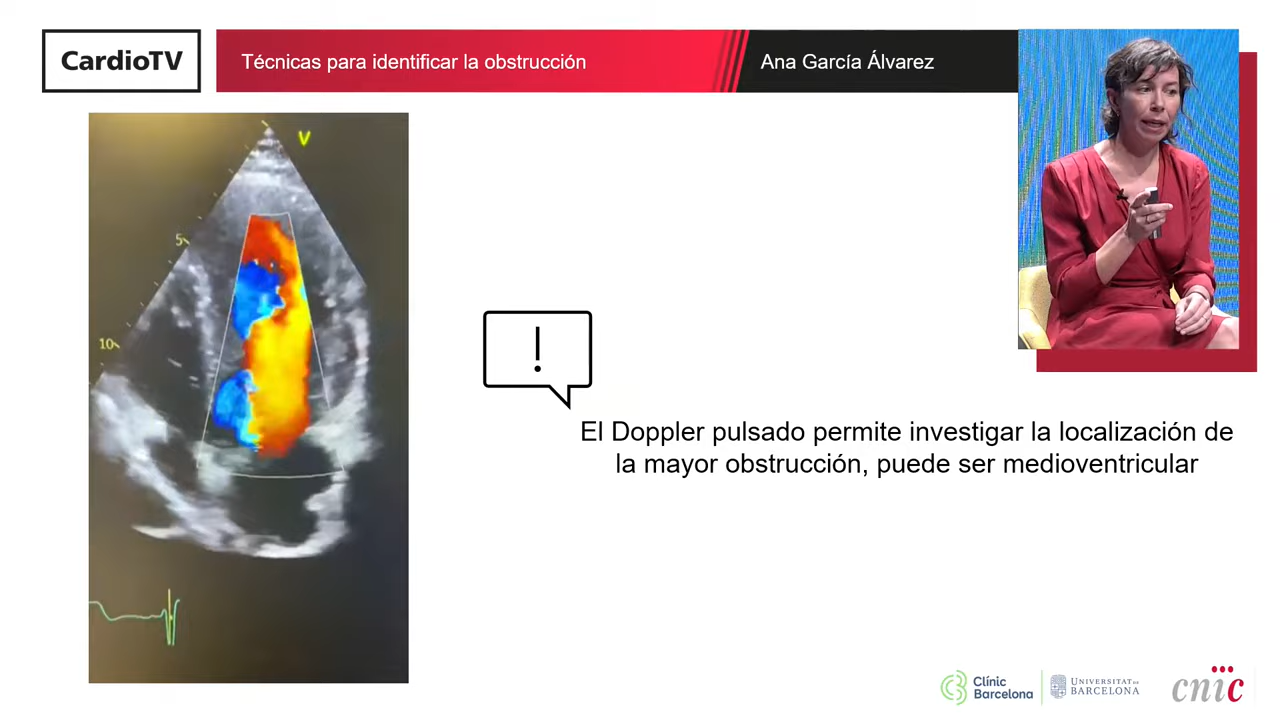 CardioTV
Técnicas para identificar la obstrucción
Ana García Álvarez
V
5
10
!
El Doppler pulsado permite investigar la localización de
la mayor obstrucción, puede ser medioventricular
Clínic
Barcelona
UNIVERSITAT DE
BARCELONA
cnic